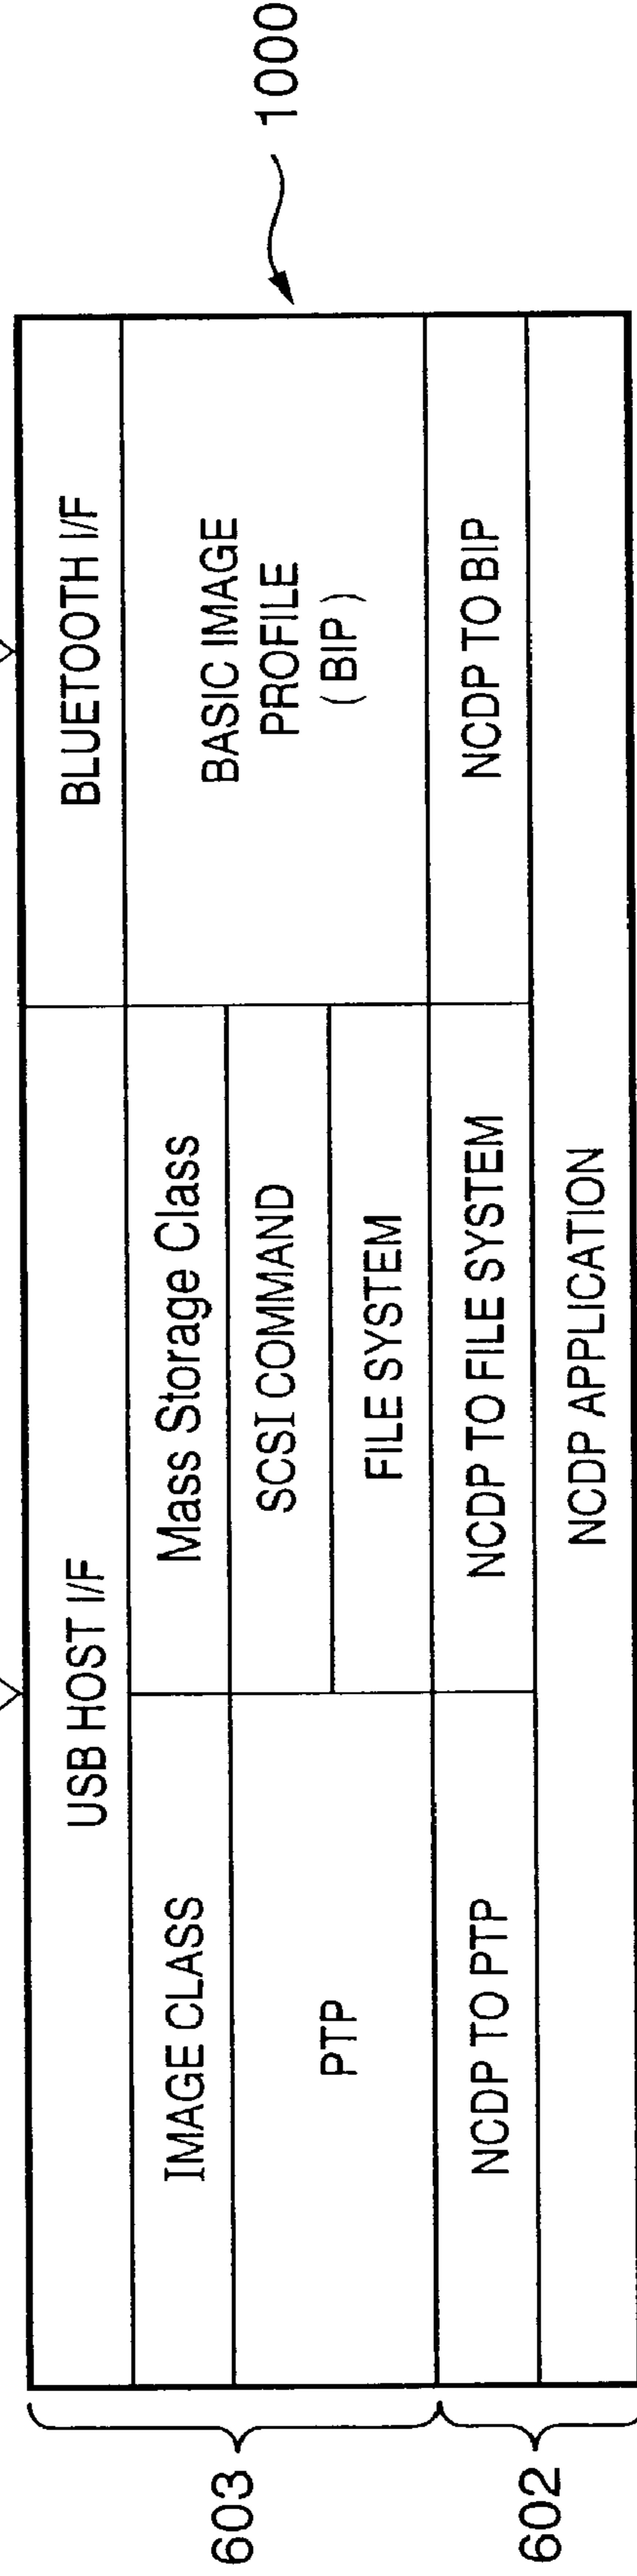 1000
USB HOST I/F
BLUETOOTH I/F
IMAGE CLASS
Mass Storage Class
BASIC IMAGE
PROFILE
( BIP )
603
PTP
SCSI COMMAND
FILE SYSTEM
NCDP TO PTP
NCDP TO FILE SYSTEM
NCDP TO BIP
602
NCDP APPLICATION